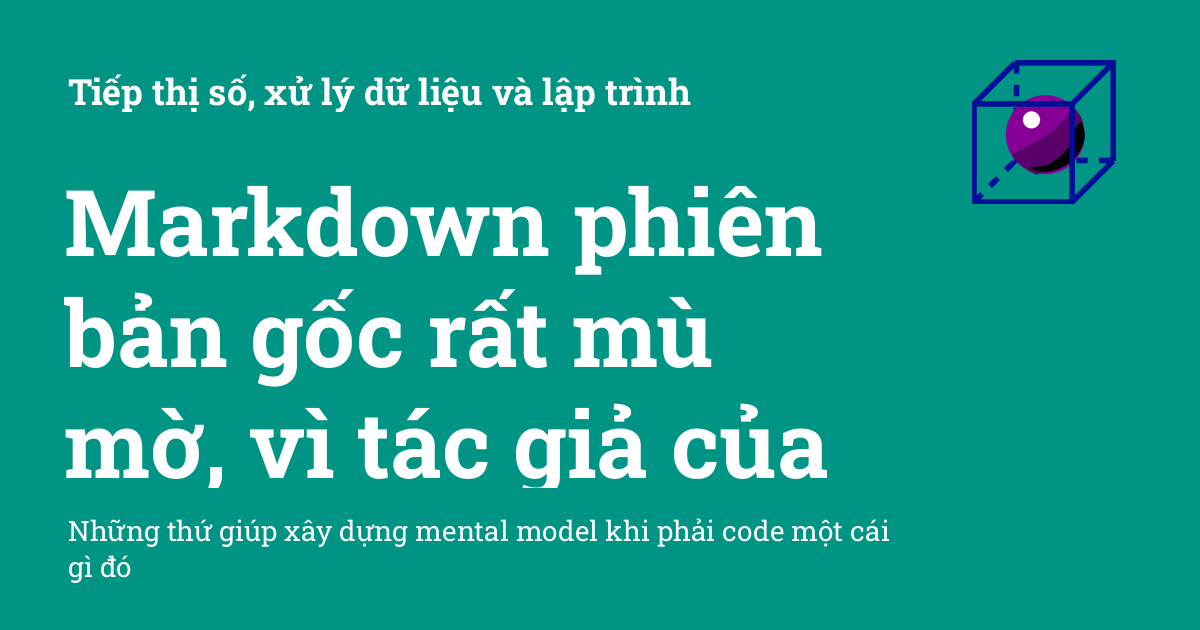 Tiếp thị số, xử lý dữ liệu và lập trình
Markdown phiên
bản gốc rất mù
mờ, vì tác giả của
Những thứ giúp xây dựng mental model khi phải code một cái
gì đó